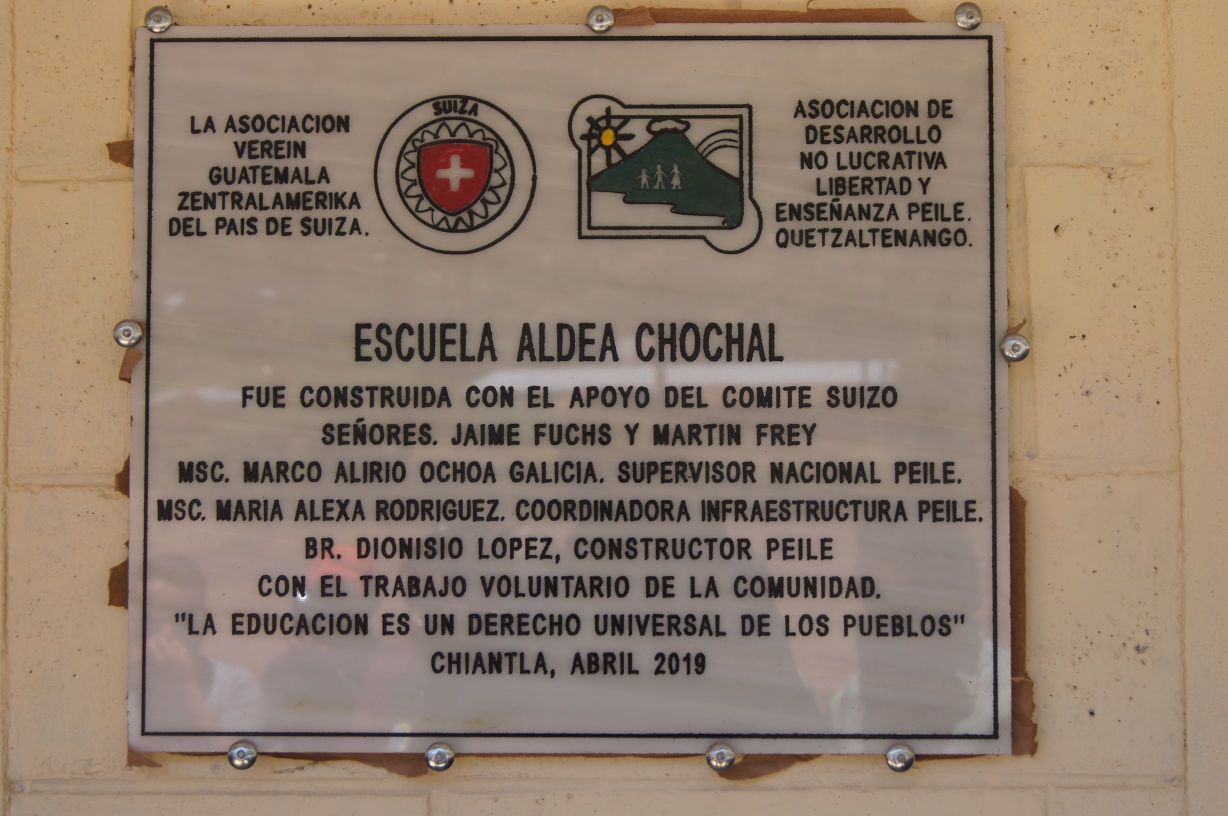 LA ASOCIACION
VEREIN
GUATEMALA
ZENTRALAMERIKA
DEL PAIS DE SUIZA.
SUIZA
ASOCIACION DE
DESARROLLO
NO LUCRATIVA
LIBERTAD Y
ENSEÑANZA PEILE.
QUETZALTENANGO.
ESCUELA ALDEA CHOCHAL
FUE CONSTRUIDA CON EL APOYO DEL COMITE SUIZO
SEÑORES. JAIME FUCHS Y MARTIN FREY
MSC. MARCO ALIRIO OCHOA GALICIA. SUPERVISOR NACIONAL PEILE.
MSC. MARIA ALEXA RODRIGUEZ. COORDINADORA INFRAESTRUCTURA PEILE.
BR. DIONISIO LOPEZ, CONSTRUCTOR PEILE
CON EL TRABAJO VOLUNTARIO DE LA COMUNIDAD.
"LA EDUCACION ES UN DERECHO UNIVERSAL DE LOS PUEBLOS"
CHIANTLA, ABRIL 2019